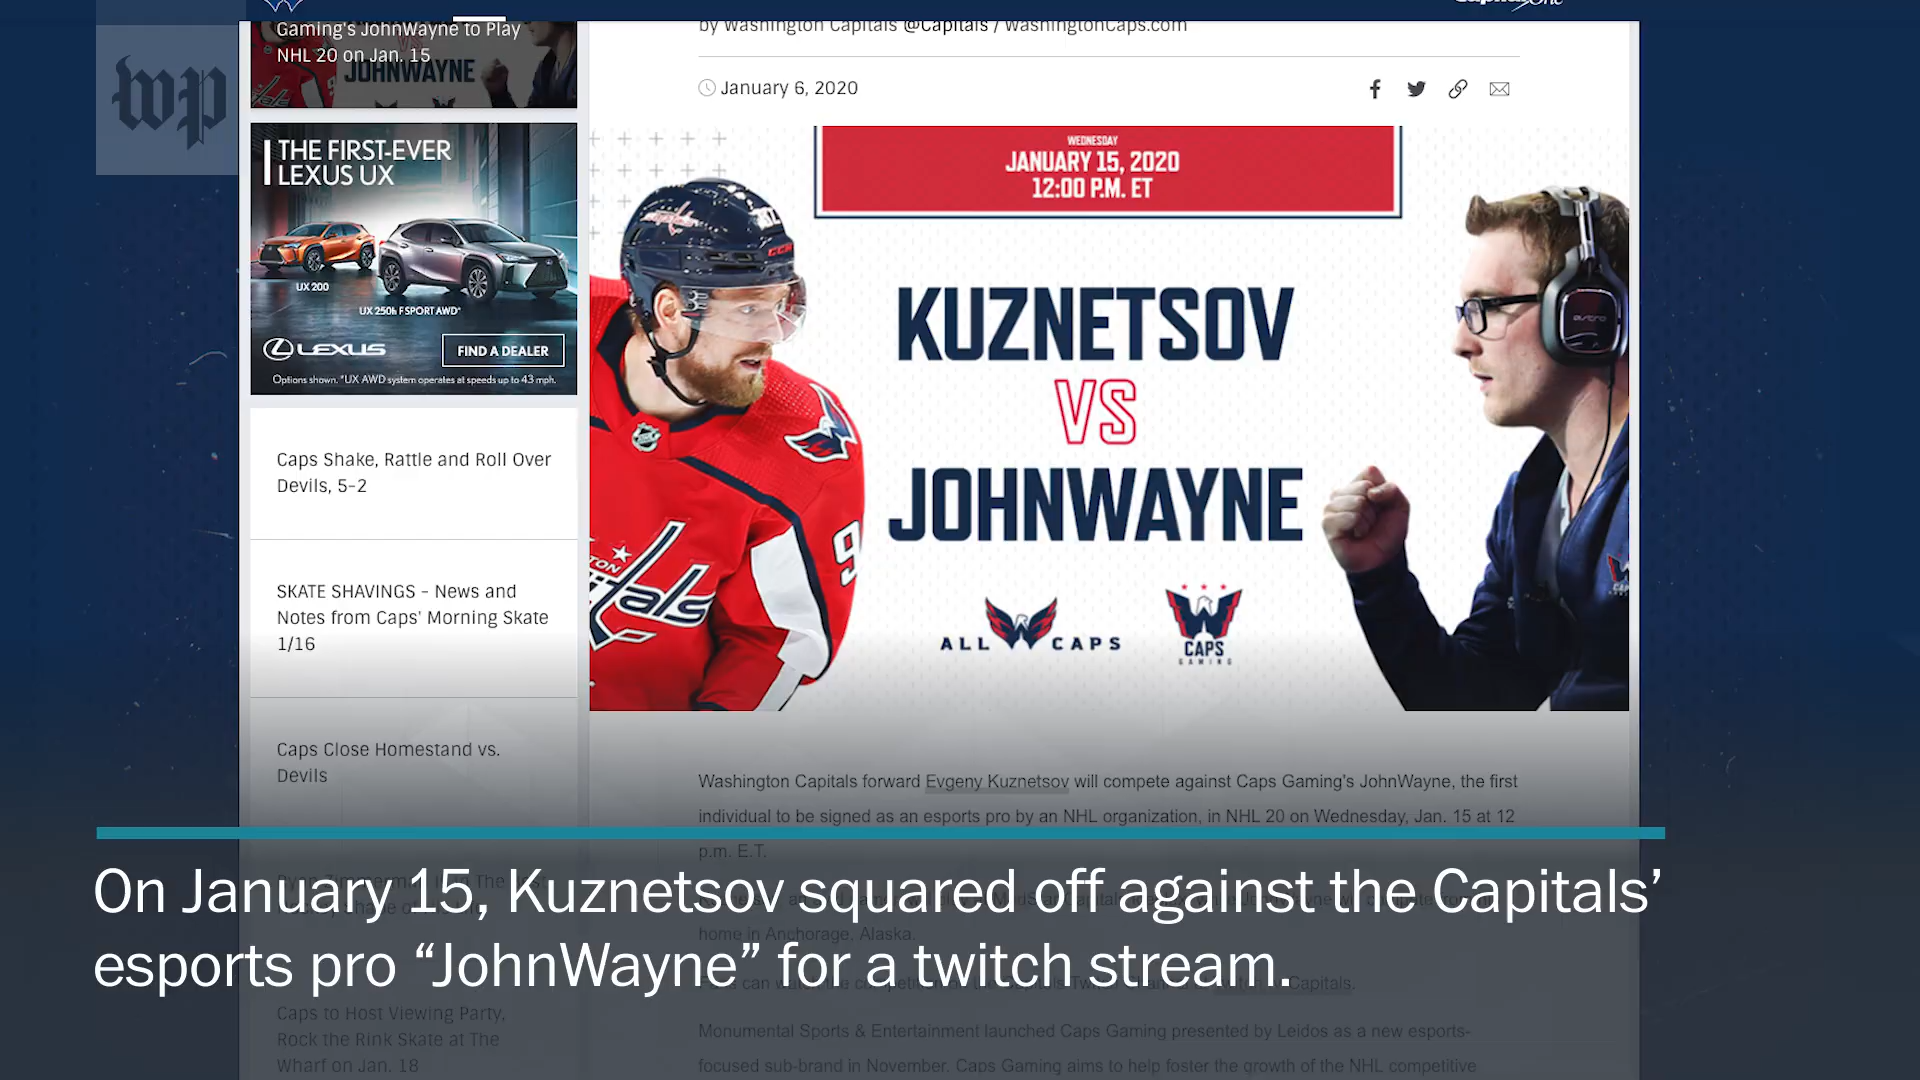 Gaming's JohnWayne to Play
NHL 20 on Jan. 15
JOHNWAYNE
wp
THE FIRST-EVER
LEXUS UX
UX 200
UX 250h F SPORT AWD*
LEXUS
FIND A DEALER
Options shown. *UX AWD system operates at speeds up to 43 mph.
Caps Shake, Rattle and Roll Over
Devils, 5-2
SKATE SHAVINGS - News and
Notes from Caps' Morning Skate
1/16
Caps Close Homestand vs.
Devils
Caps to Host Viewing Party,
Rock the Rink Skate at The
Wharf on Jan. 18
Capital One
by Washington Capitals @Capitals / WashingtonCaps.com
January 6, 2020
WEDNESDAY
JANUARY 15, 2020
12:00 P.M. ET
KUZNETSOV
VS
JOHNWAYNE
ALL CAPS
CAPS
GAMING
CCM
astro
Capitals
9
Washington Capitals forward Evgeny Kuznetsov will compete against Caps Gaming's JohnWayne, the first
individual to be signed as an esports pro by an NHL organization, in NHL 20 on Wednesday, Jan. 15 at 12
p.m. E.T.
home in Anchorage, Alaska.
Monumental Sports & Entertainment launched Caps Gaming presented by Leidos as a new esports-
focused sub-brand in November. Caps Gaming aims to help foster the growth of the NHL competitive
On January 15, Kuznetsov squared off against the Capitals’
esports pro “JohnWayne” for a twitch stream.